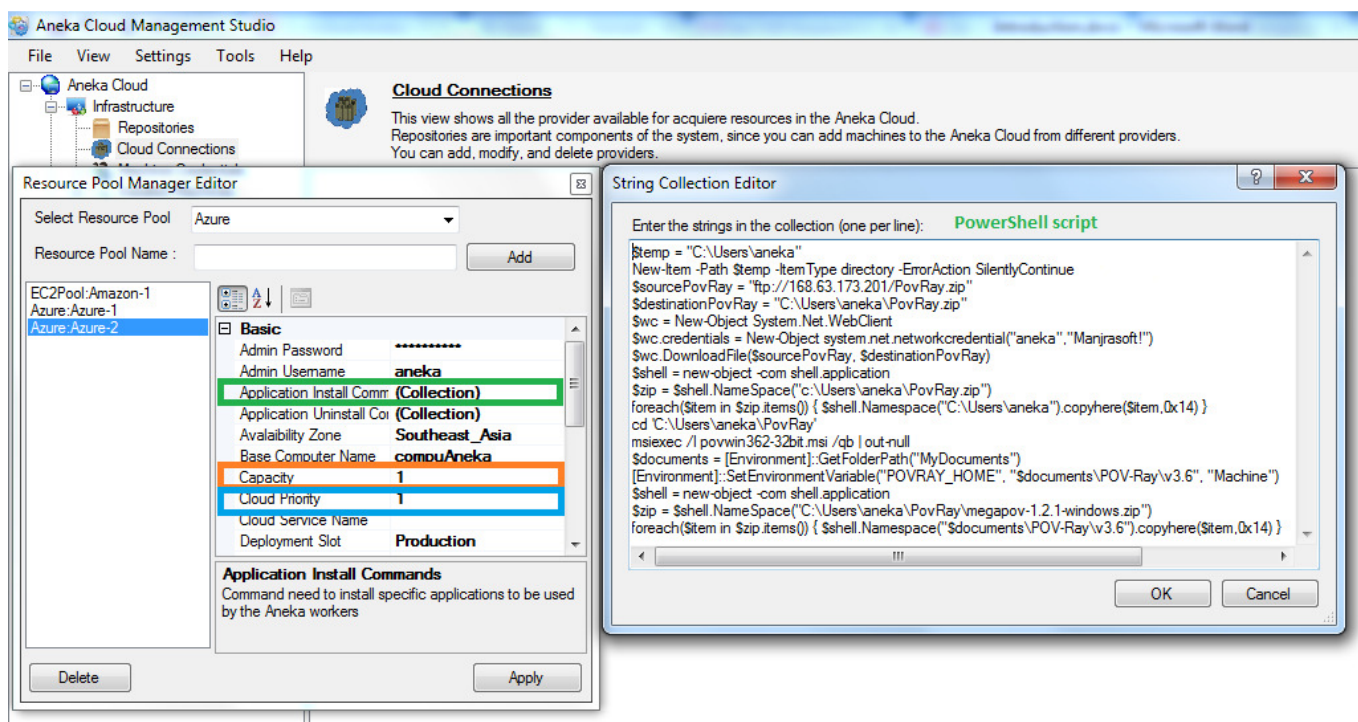 Aneka Cloud Management Studio
File View Settings Tools Help
Aneka Cloud
Infrastructure
Repositories
Cloud Connections
Cloud Connections
This view shows all the provider available for acquiere resources in the Aneka Cloud.
Repositories are important components of the system, since you can add machines to the Aneka Cloud from different providers.
You can add, modify, and delete providers.
Resource Pool Manager Editor
Select Resource Pool Azure
Resource Pool Name :
Add
EC2Pool:Amazon-1
Azure:Azure-1
Azure:Azure-2
Basic
Admin Password **********
Admin Username aneka
Application Install Comm (Collection)
Application Uninstall Cor (Collection)
Avalaibility Zone Southeast_Asia
Base Computer Name compuAneka
Capacity 1
Cloud Priority 1
Cloud Service Name
Deployment Slot Production
Application Install Commands
Command need to install specific applications to be used
by the Aneka workers
Delete
Apply
String Collection Editor
Enter the strings in the collection (one per line): PowerShell script
$temp = "C:\Users\aneka"
New-Item -Path $temp -ItemType directory -ErrorAction SilentlyContinue
$sourcePovRay = "ftp://168.63.173.201/PovRay.zip"
$destinationPovRay = "C:\Users\aneka\PovRay.zip"
$wc = New-Object System.Net.WebClient
$wc.credentials = New-Object system.net.networkcredential("aneka","Manjrasoft!")
$wc.DownloadFile($sourcePovRay, $destinationPovRay)
$shell = new-object -com shell.application
$zip = $shell.NameSpace("c:\Users\aneka\PovRay.zip")
foreach($item in $zip.items()) { $shell.Namespace("C:\Users\aneka").copyhere($item,0x14) }
cd 'C:\Users\aneka\PovRay'
msiexec /I povwin362-32bit.msi /qb | out-null
$documents = [Environment]::GetFolderPath("MyDocuments")
[Environment]::SetEnvironmentVariable("POVRAY_HOME", "$documents\POV-Ray\v3.6", "Machine")
$shell = new-object -com shell.application
$zip = $shell.NameSpace("C:\Users\aneka\PovRay\megapov-1.2.1-windows.zip")
foreach($item in $zip.items()) { $shell.Namespace("$documents\POV-Ray\v3.6").copyhere($item,0x14) }
OK
Cancel